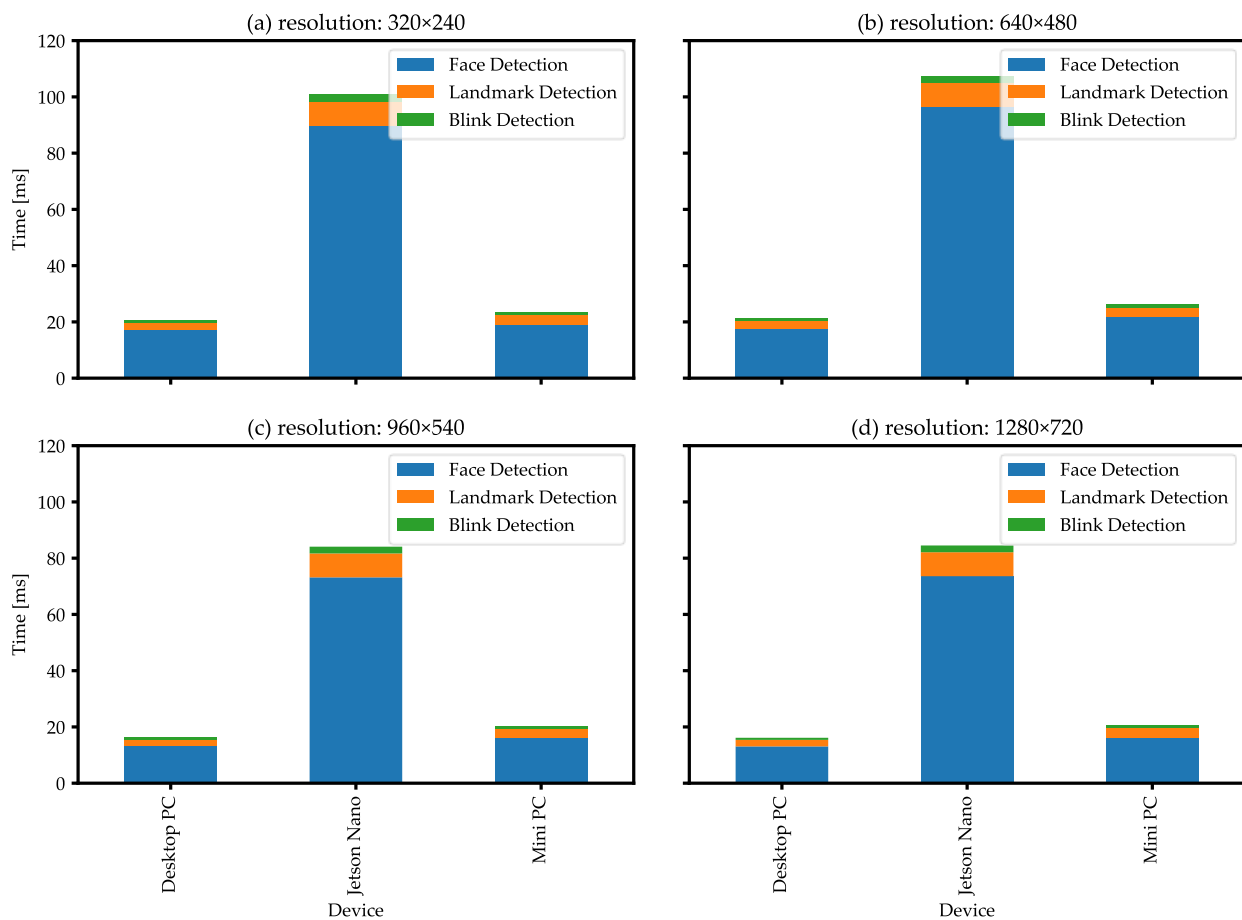 (a) resolution: 320×240
120
100
80
60
40
20
0
Time [ms]
Face Detection
Landmark Detection
Blink Detection
(b) resolution: 640×480
Face Detection
Landmark Detection
Blink Detection
(c) resolution: 960×540
120
100
80
60
40
20
0
Time [ms]
Face Detection
Landmark Detection
Blink Detection
Desktop PC
Jetson Nano
Mini PC
Device
(d) resolution: 1280×720
Face Detection
Landmark Detection
Blink Detection
Desktop PC
Jetson Nano
Mini PC
Device